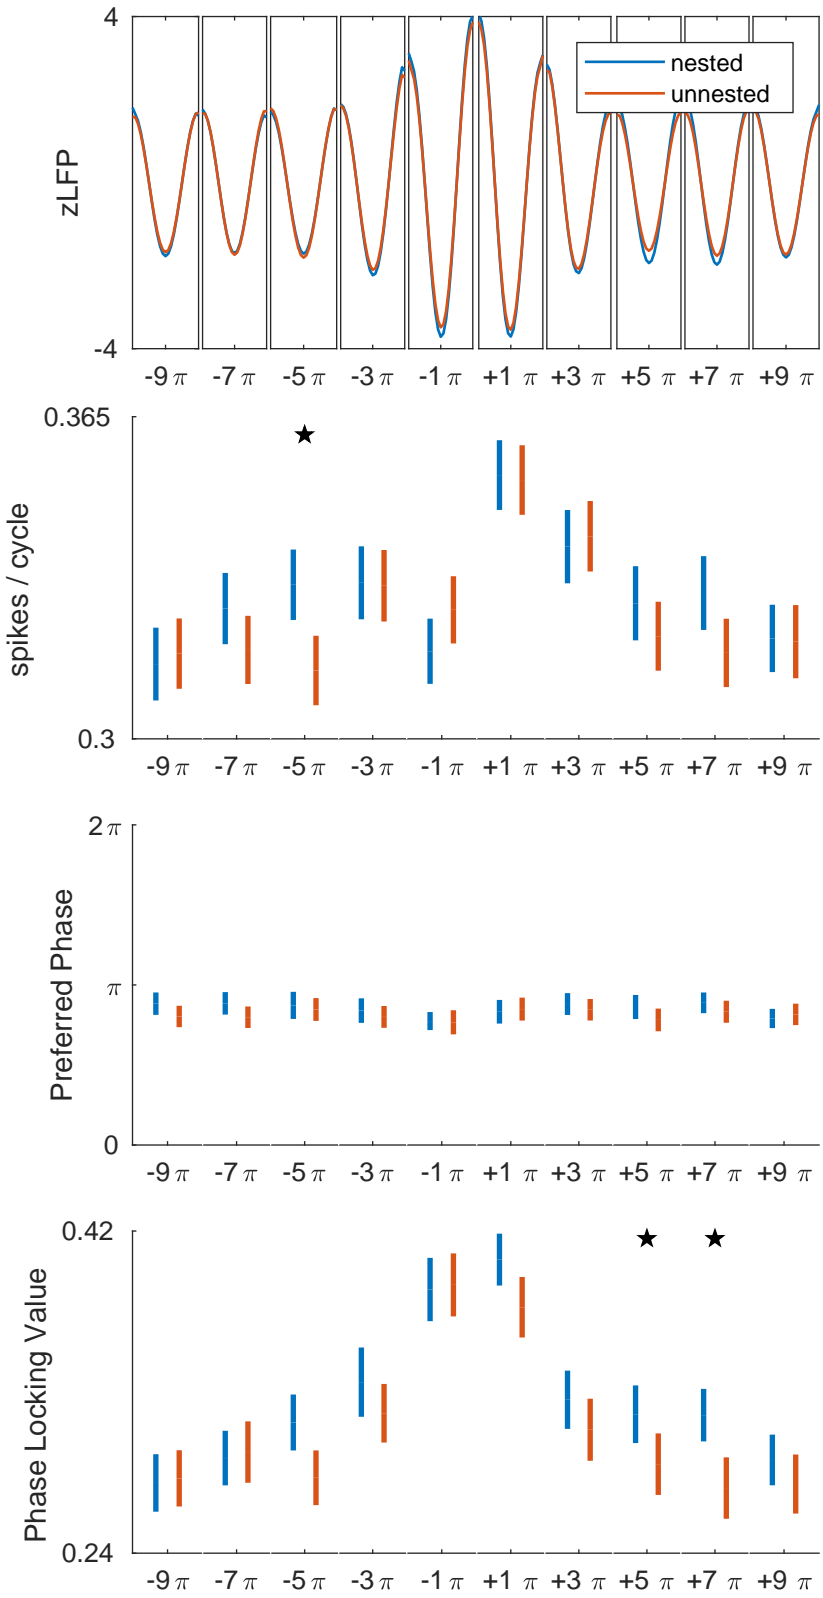 4
nested
unnested
zLFP
-4
-9 π -7 π -5 π -3 π -1 π +1 π +3 π +5 π +7 π +9 π
0.365
spikes / cycle
0.3
-9 π -7 π -5 π -3 π -1 π +1 π +3 π +5 π +7 π +9 π
2 π
π
Preferred Phase
0
-9 π -7 π -5 π -3 π -1 π +1 π +3 π +5 π +7 π +9 π
0.42
Phase Locking Value
0.24
-9 π -7 π -5 π -3 π -1 π +1 π +3 π +5 π +7 π +9 π